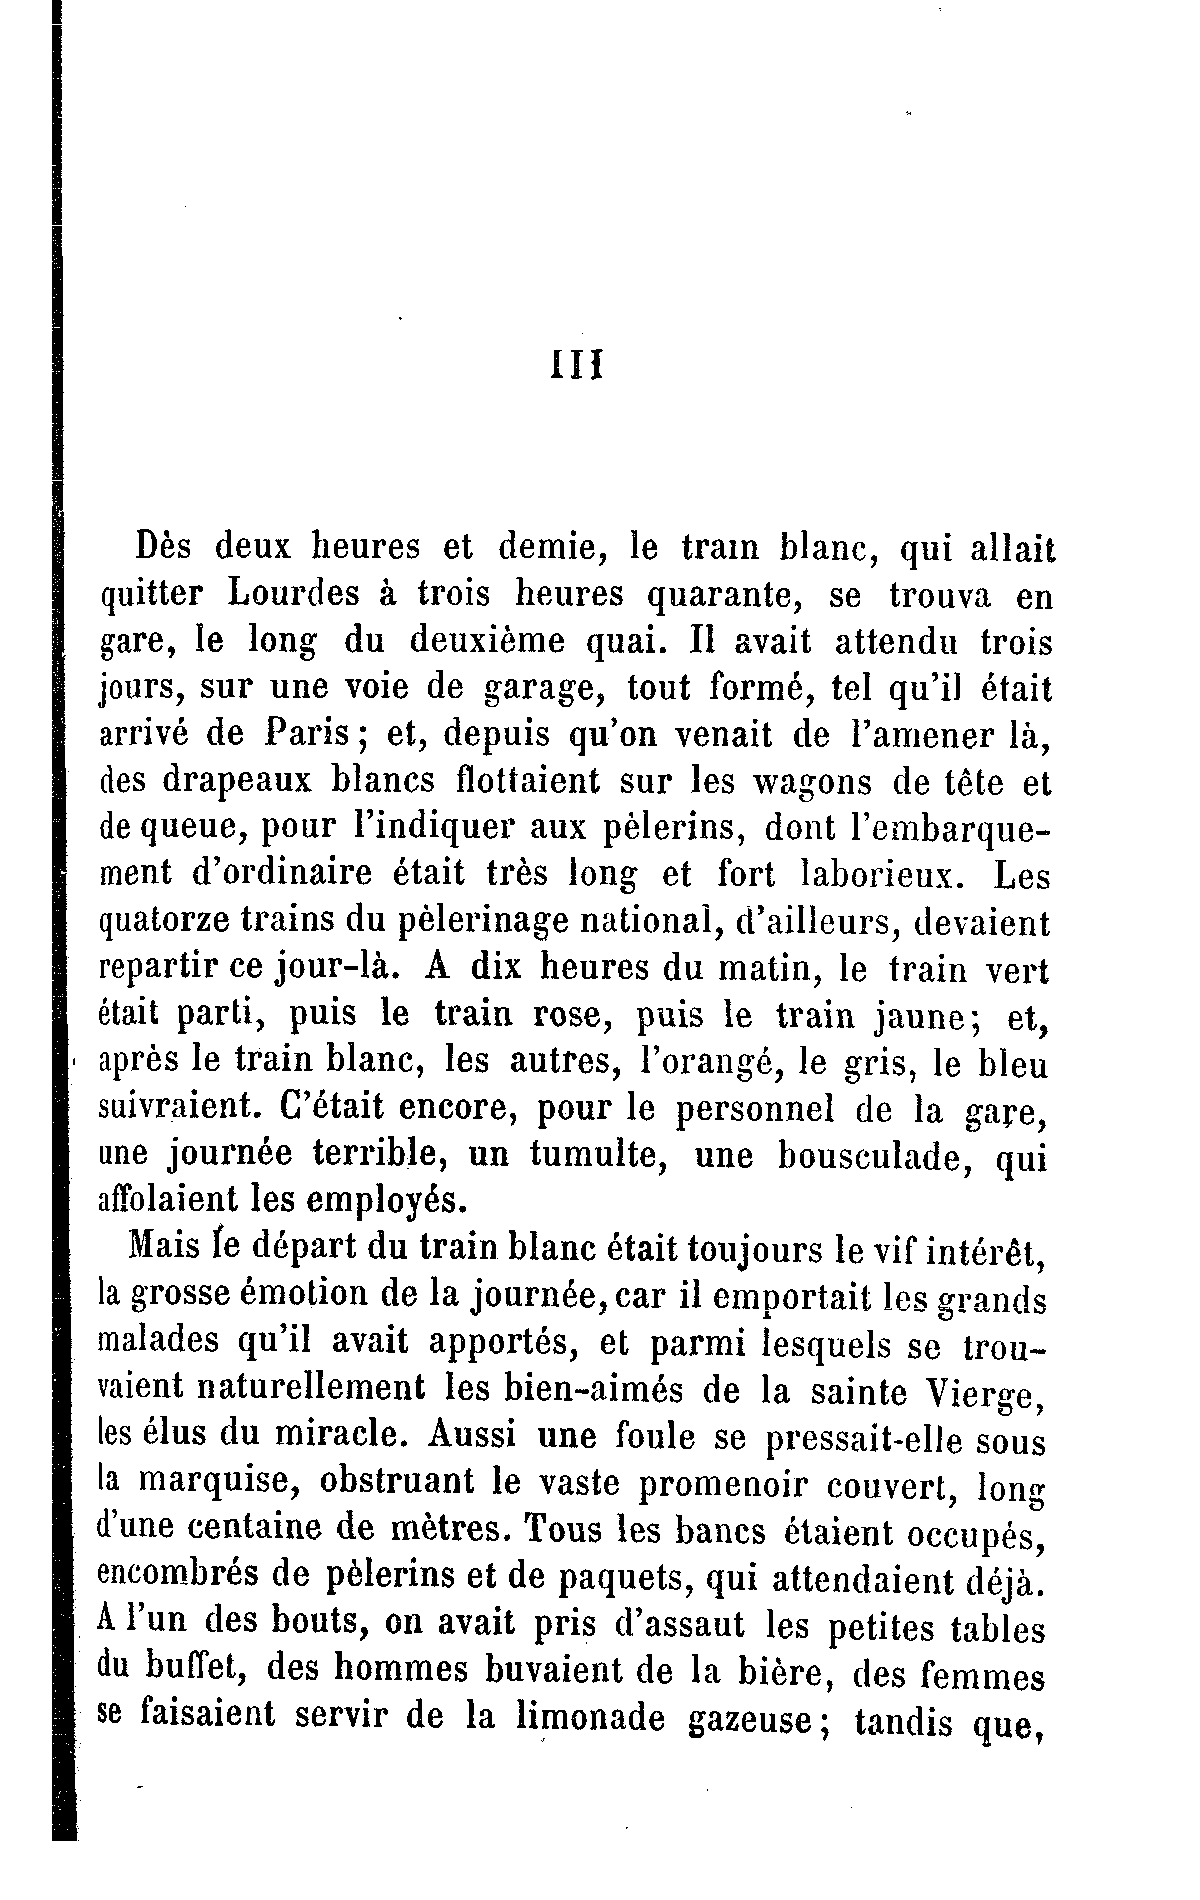 III
Dès deux heures et demie, le train blanc, qui allait
quitter Lourdes à trois heures quarante, se trouva en
gare, le long du deuxième quai. Il avait attendu trois
jours, sur une voie de garage, tout formé, tel qu'il était
arrivé de Paris ; et, depuis qu'on venait de l'amener là,
des drapeaux blancs flottaient sur les wagons de tête et
de queue, pour l'indiquer aux pèlerins, dont l'embarque-
ment d'ordinaire était très long et fort laborieux. Les
quatorze trains du pèlerinage national, d'ailleurs, devaient
repartir ce jour-là. A dix heures du matin, le train vert
était parti, puis le train rose, puis le train jaune ; et,
après le train blanc, les autres, l'orangé, le gris, le bleu
suivraient. C'était encore, pour le personnel de la gare,
une journée terrible, un tumulte, une bousculade, qui
affolaient les employés.
Mais le départ du train blanc était toujours le vif intérêt,
la grosse émotion de la journée, car il emportait les grands
malades qu'il avait apportés, et parmi lesquels se trou-
vaient naturellement les bien-aimés de la sainte Vierge,
les élus du miracle. Aussi une foule se pressait-elle sous
la marquise, obstruant le vaste promenoir couvert, long
d'une centaine de mètres. Tous les bancs étaient occupés,
encombrés de pèlerins et de paquets, qui attendaient déjà.
A l'un des bouts, on avait pris d'assaut les petites tables
du buffet, des hommes buvaient de la bière, des femmes
se faisaient servir de la limonade gazeuse ; tandis que,